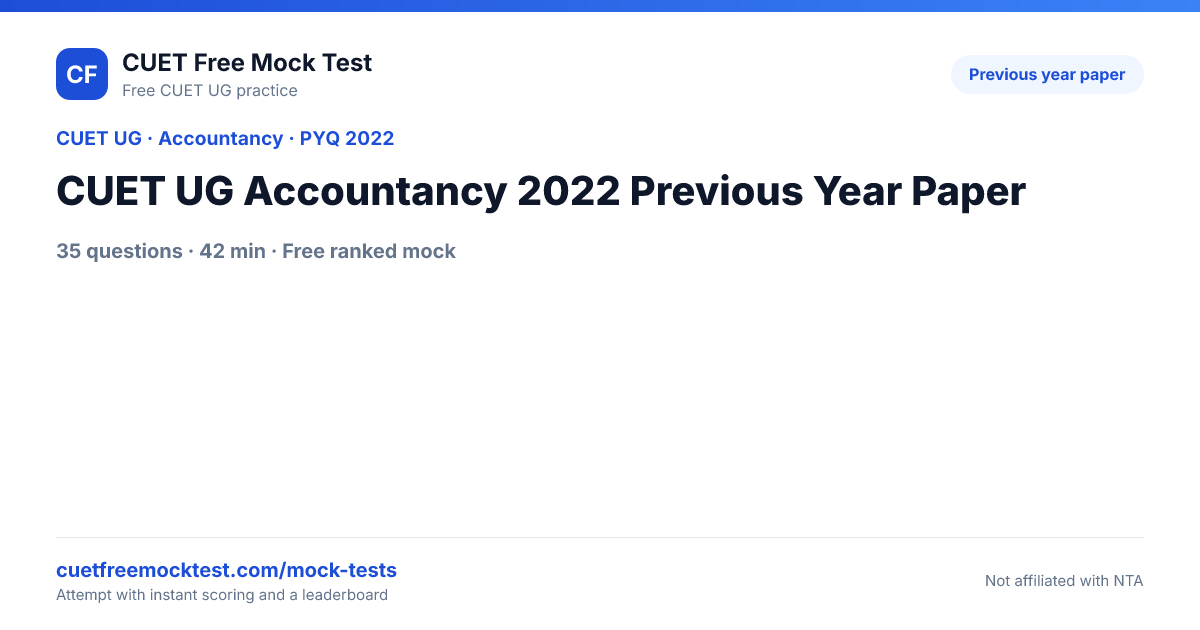 CF
CUET Free Mock Test
Free CUET UG practice
Previous year paper
CUET UG · Accountancy · PYQ 2022
CUET UG Accountancy 2022 Previous Year Paper
35 questions · 42 min · Free ranked mock
cuetfreemocktest.com/mock-tests
Attempt with instant scoring and a leaderboard
Not affiliated with NTA